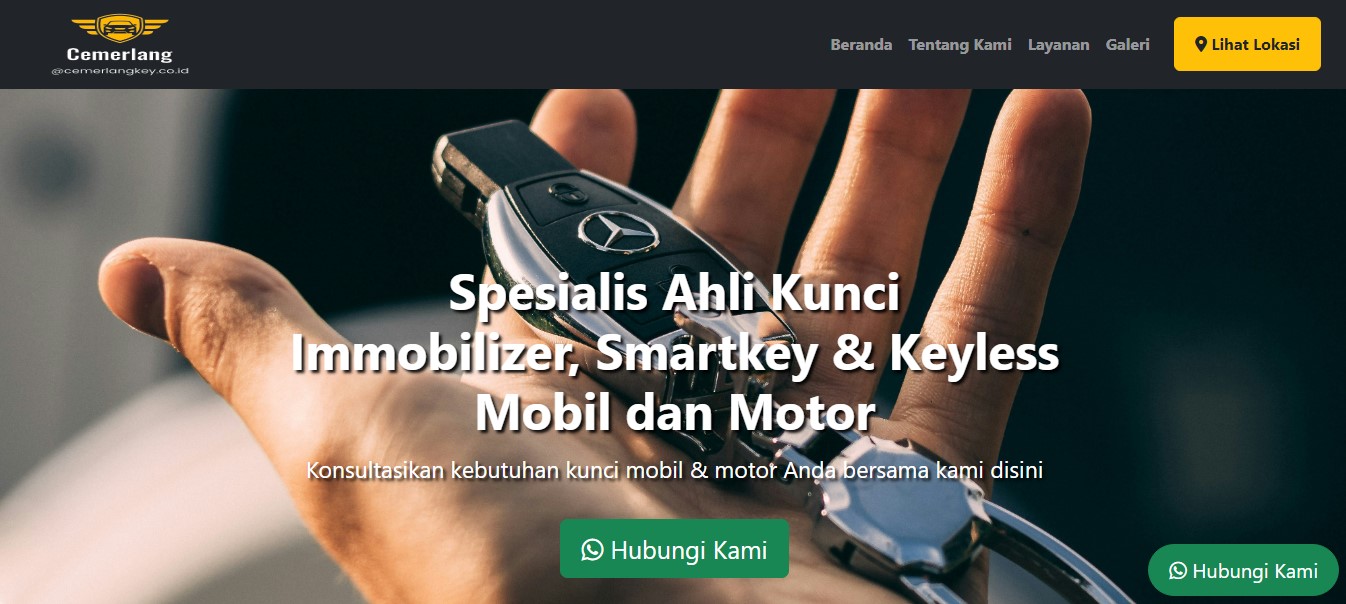 Cemerlang
@cemerlangkey.co.id
Beranda Tentang Kami Layanan Galeri Lihat Lokasi
Spesialis Ahli Kunci
Immobilizer, Smartkey & Keyless
Mobil dan Motor
Konsultasikan kebutuhan kunci mobil & motor Anda bersama kami disini
Hubungi Kami
Hubungi Kami